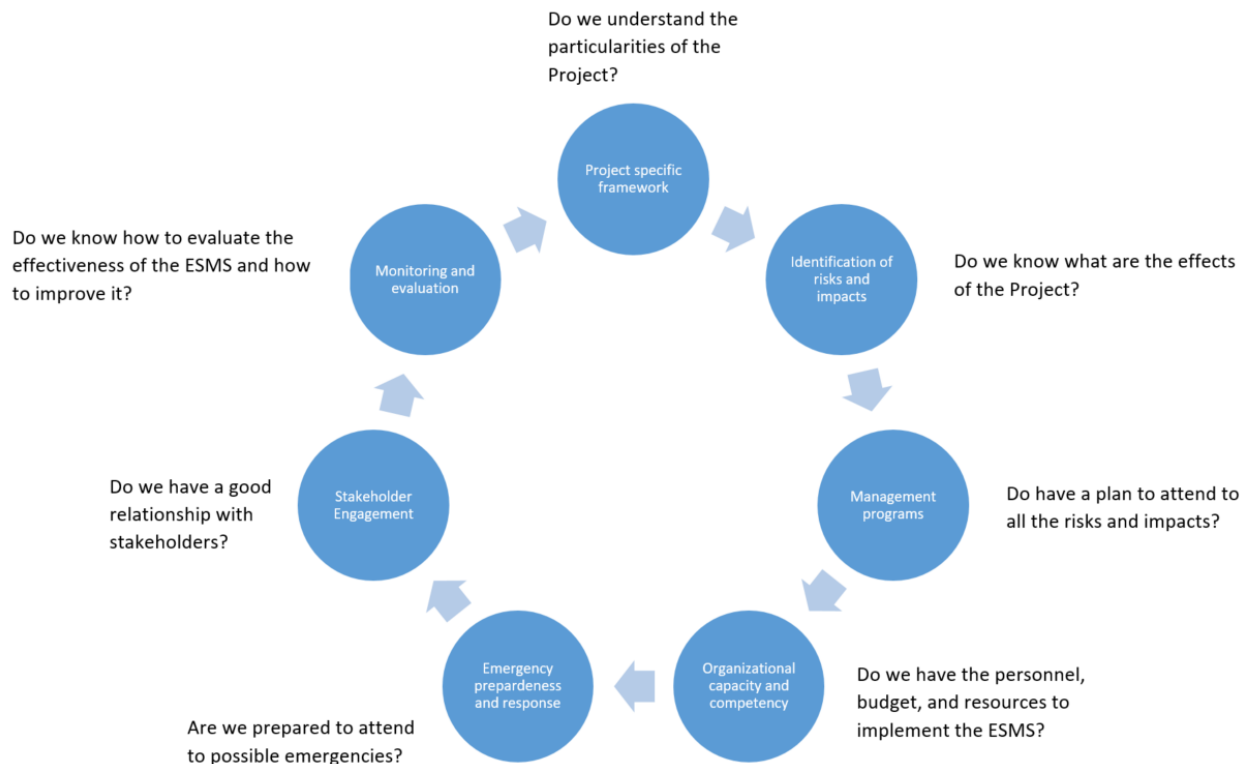 Do we understand the
particularities of the
Project?
Project specific
framework
Identification of
risks and
impacts
Do we know what are the effects
of the Project?
Management
programs
Do have a plan to attend to
all the risks and impacts?
Organizational
capacity and
competency
Do we have the personnel,
budget, and resources to
implement the ESMS?
Emergency
prepardeness
and response
Are we prepared to attend
to possible emergencies?
Stakeholder
Engagement
Do we have a good
relationship with
stakeholders?
Monitoring and
evaluation
Do we know how to evaluate the
effectiveness of the ESMS and how
to improve it?